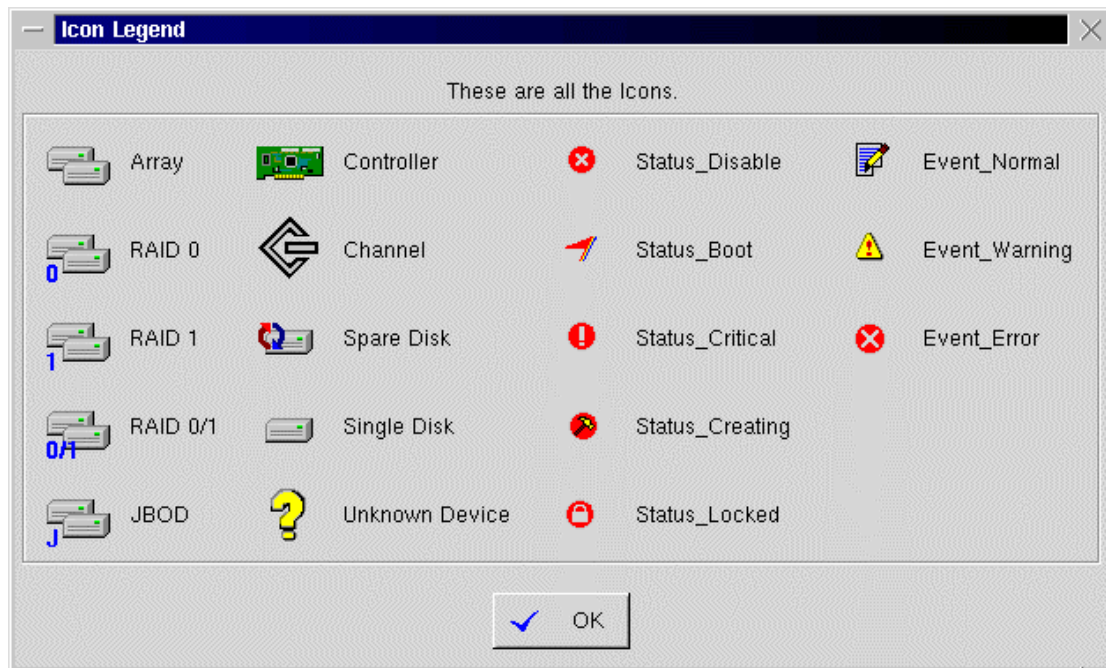 Icon Legend
These are all the Icons.
Array
Controller
Status_Disable
Event_Normal
0
RAID 0
Channel
Status_Boot
Event_Warning
1
RAID 1
Spare Disk
Status_Critical
Event_Error
0/1
RAID 0/1
Single Disk
Status_Creating
J
JBOD
Unknown Device
Status_Locked
OK